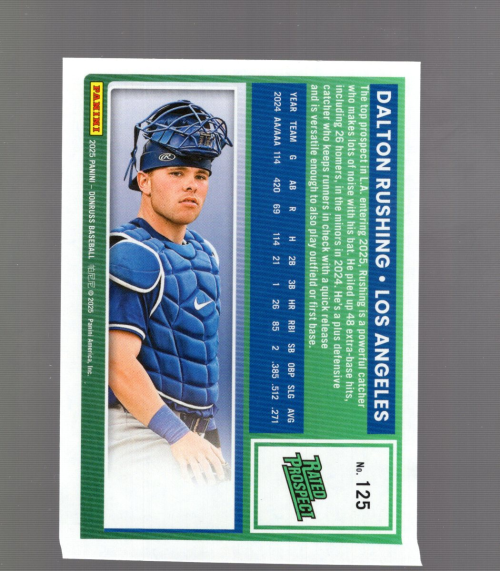 DALTON RUSHING • LOS ANGELES
The top prospect in L.A. entering 2025, Rushing is a powerful catcher
who makes lots of noise with his bat. He piled up 48 extra-base hits,
including 26 homers, in the minors in 2024. He's a plus defensive
catcher who keeps runners in check with a quick release
and is versatile enough to also play outfield or first base.
YEAR TEAM G AB R H 2B 3B HR RBI SB OBP SLG AVG
2024 AA/AAA 114 420 69 114 21 1 26 85 2 .385 .512 .271
No. 125
RATED
PROSPECT
PANINI
2025 PANINI – DONRUSS BASEBALL © 2025 Panini America, Inc.